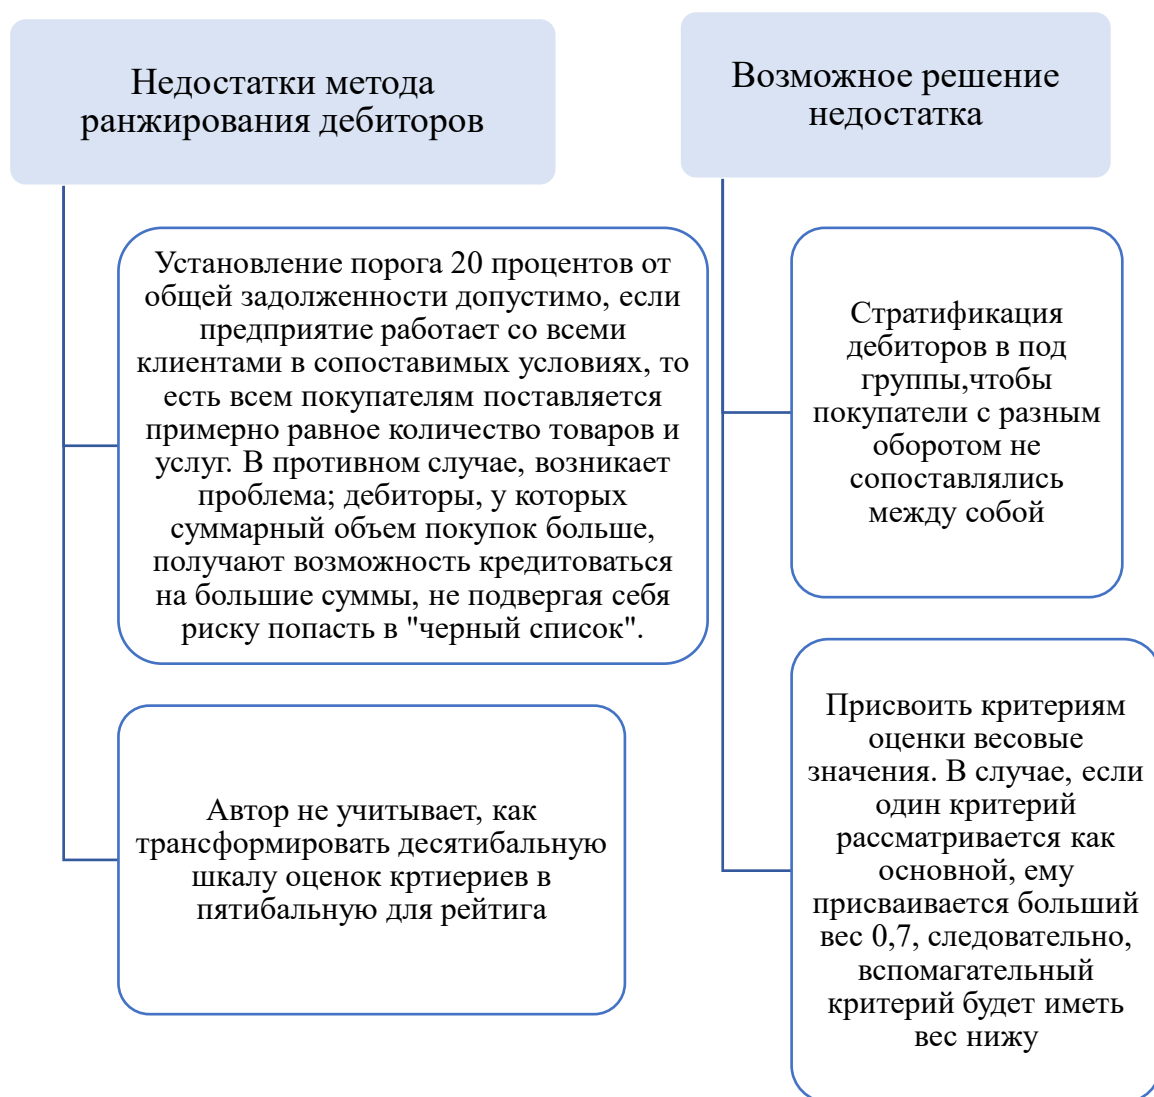 Недостатки метода
ранжирования дебиторов
Установление порога 20 процентов от
общей задолженности допустимо, если
предприятие работает со всеми
клиентами в сопоставимых условиях, то
есть всем покупателям поставляется
примерно равное количество товаров и
услуг. В противном случае, возникает
проблема; дебиторы, у которых
суммарный объем покупок больше,
получают возможность кредитоваться
на большие суммы, не подвергая себя
риску попасть в "черный список".
Автор не учитывает, как
трансформировать десятибальную
шкалу оценок кртиериев в
пятибальную для рейтига
Возможное решение
недостатка
Стратификация
дебиторов в под
группы,чтобы
покупатели с разным
оборотом не
сопоставлялись
между собой
Присвоить критериям
оценки весовые
значения. В случае, если
один критерий
рассматривается как
основной, ему
присваивается больший
вес 0,7, следовательно,
вспомагательный
критерий будет иметь
вес нижу